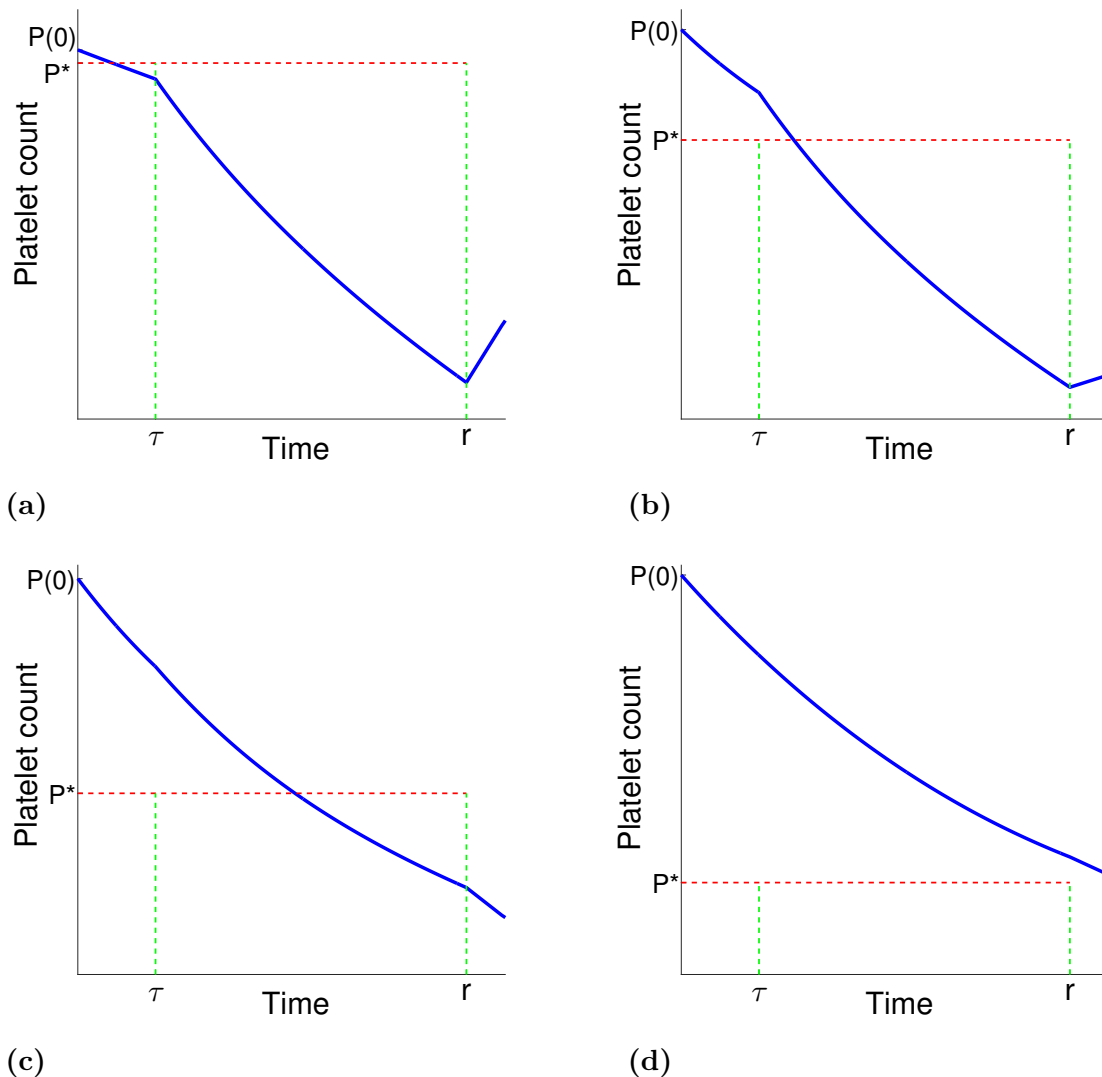 P(0)
P*
Platelet count
τ
Time
r
(a)
P(0)
P*
Platelet count
τ
Time
r
(b)
P(0)
P*
Platelet count
τ
Time
r
(c)
P(0)
P*
Platelet count
τ
Time
r
(d)